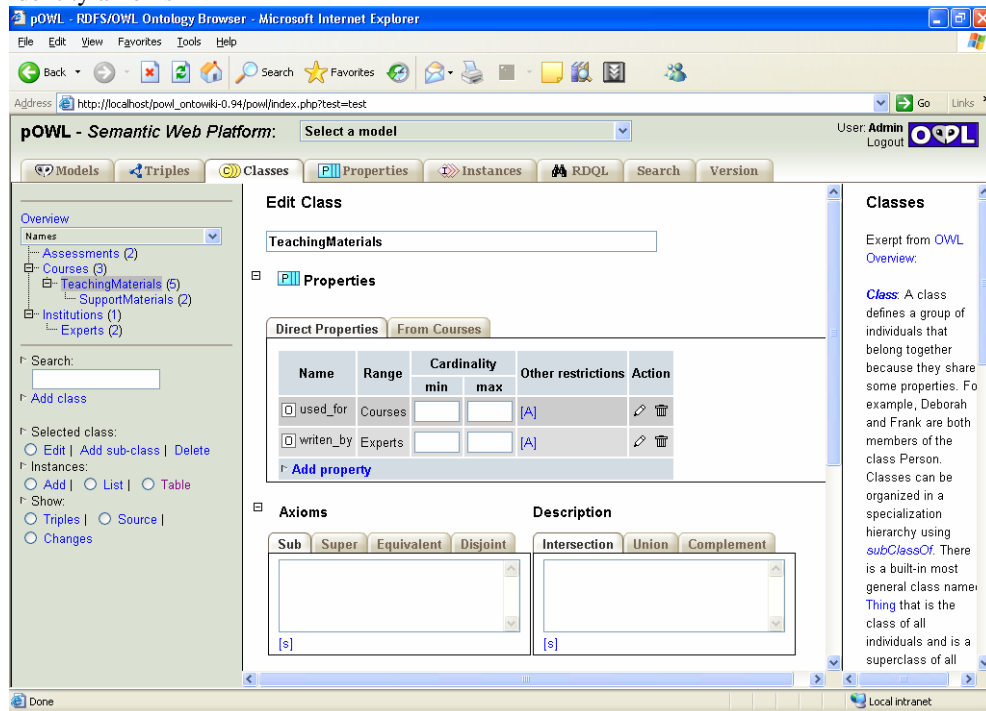 pOWL - RDFS/OWL Ontology Browser - Microsoft Internet Explorer
File Edit View Favorites Tools Help
Back Search Favorites
Address http://localhost/powl_ontowiki-0.94/powl/index.php?test=test Go Links
pOWL - Semantic Web Platform: Select a model
User: Admin
Logout
OWL
Models Triples Classes Properties Instances RDQL Search Version
Overview
Names
Assessments (2)
Courses (3)
TeachingMaterials (5)
SupportMaterials (2)
Institutions (1)
Experts (2)
Search:
Add class
Selected class:
Edit | Add sub-class | Delete
Instances:
Add | List | Table
Show:
Triples | Source |
Changes
Edit Class
TeachingMaterials
Properties
Direct Properties From Courses
Name Range Cardinality Other restrictions Action
min max
used_for Courses [A]
writen_by Experts [A]
Add property
Axioms
Sub Super Equivalent Disjoint
[s]
Description
Intersection Union Complement
[s]
Classes
Exerpt from OWL
Overview:
Class: A class
defines a group of
individuals that
belong together
because they share
some properties. Fo
example, Deborah
and Frank are both
members of the
class Person.
Classes can be
organized in a
specialization
hierarchy using
subClassOf. There
is a built-in most
general class name
Thing that is the
class of all
individuals and is a
superclass of all
Done Local intranet